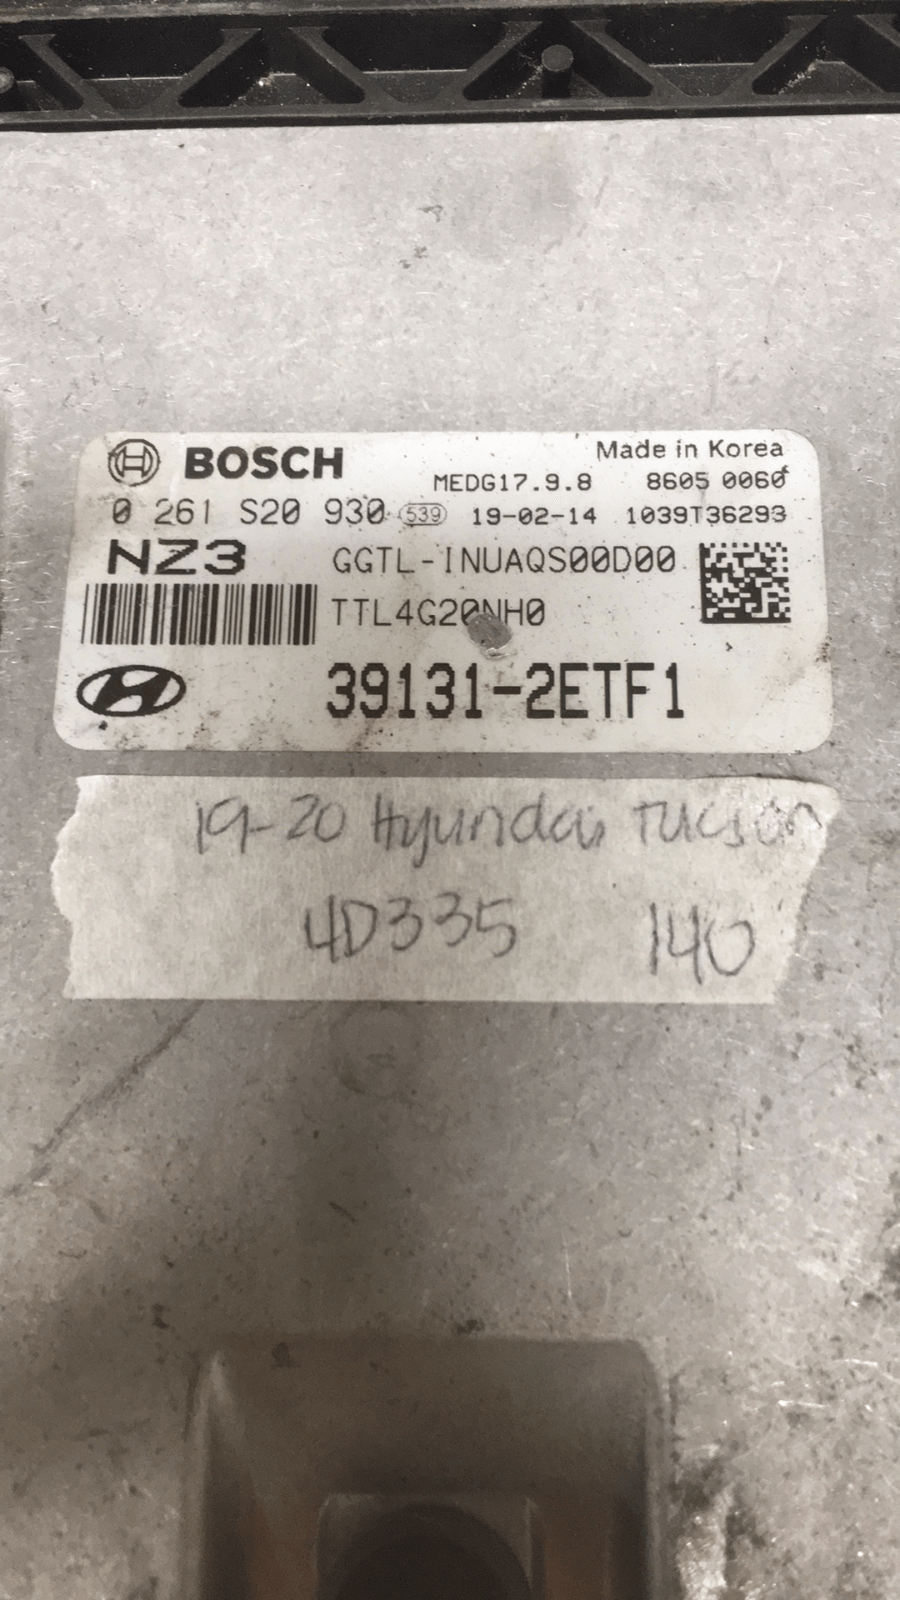 BOSCH
Made in Korea
MEDG17.9.8 8605 0060
0 261 S20 930 539 19-02-14 1039T36293
NZ3 GGTL-INUAQS00D00
TTL4G20NH0
39131-2ETF1
19-20 Hyundai Tucson
4D335 140